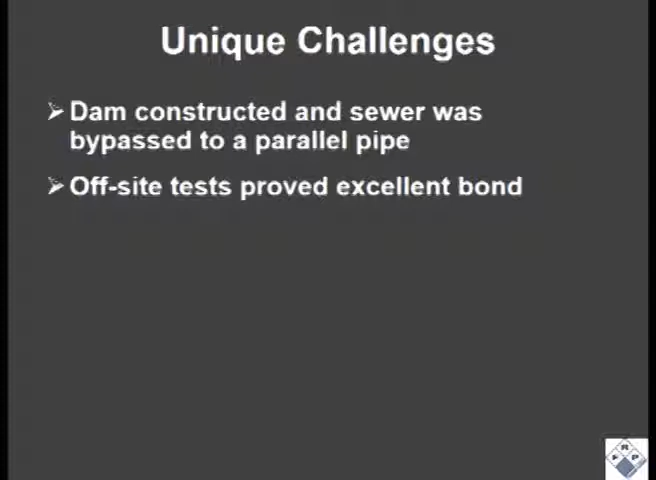 Unique Challenges
➢ Dam constructed and sewer was
bypassed to a parallel pipe
➢ Off-site tests proved excellent bond
R
F P